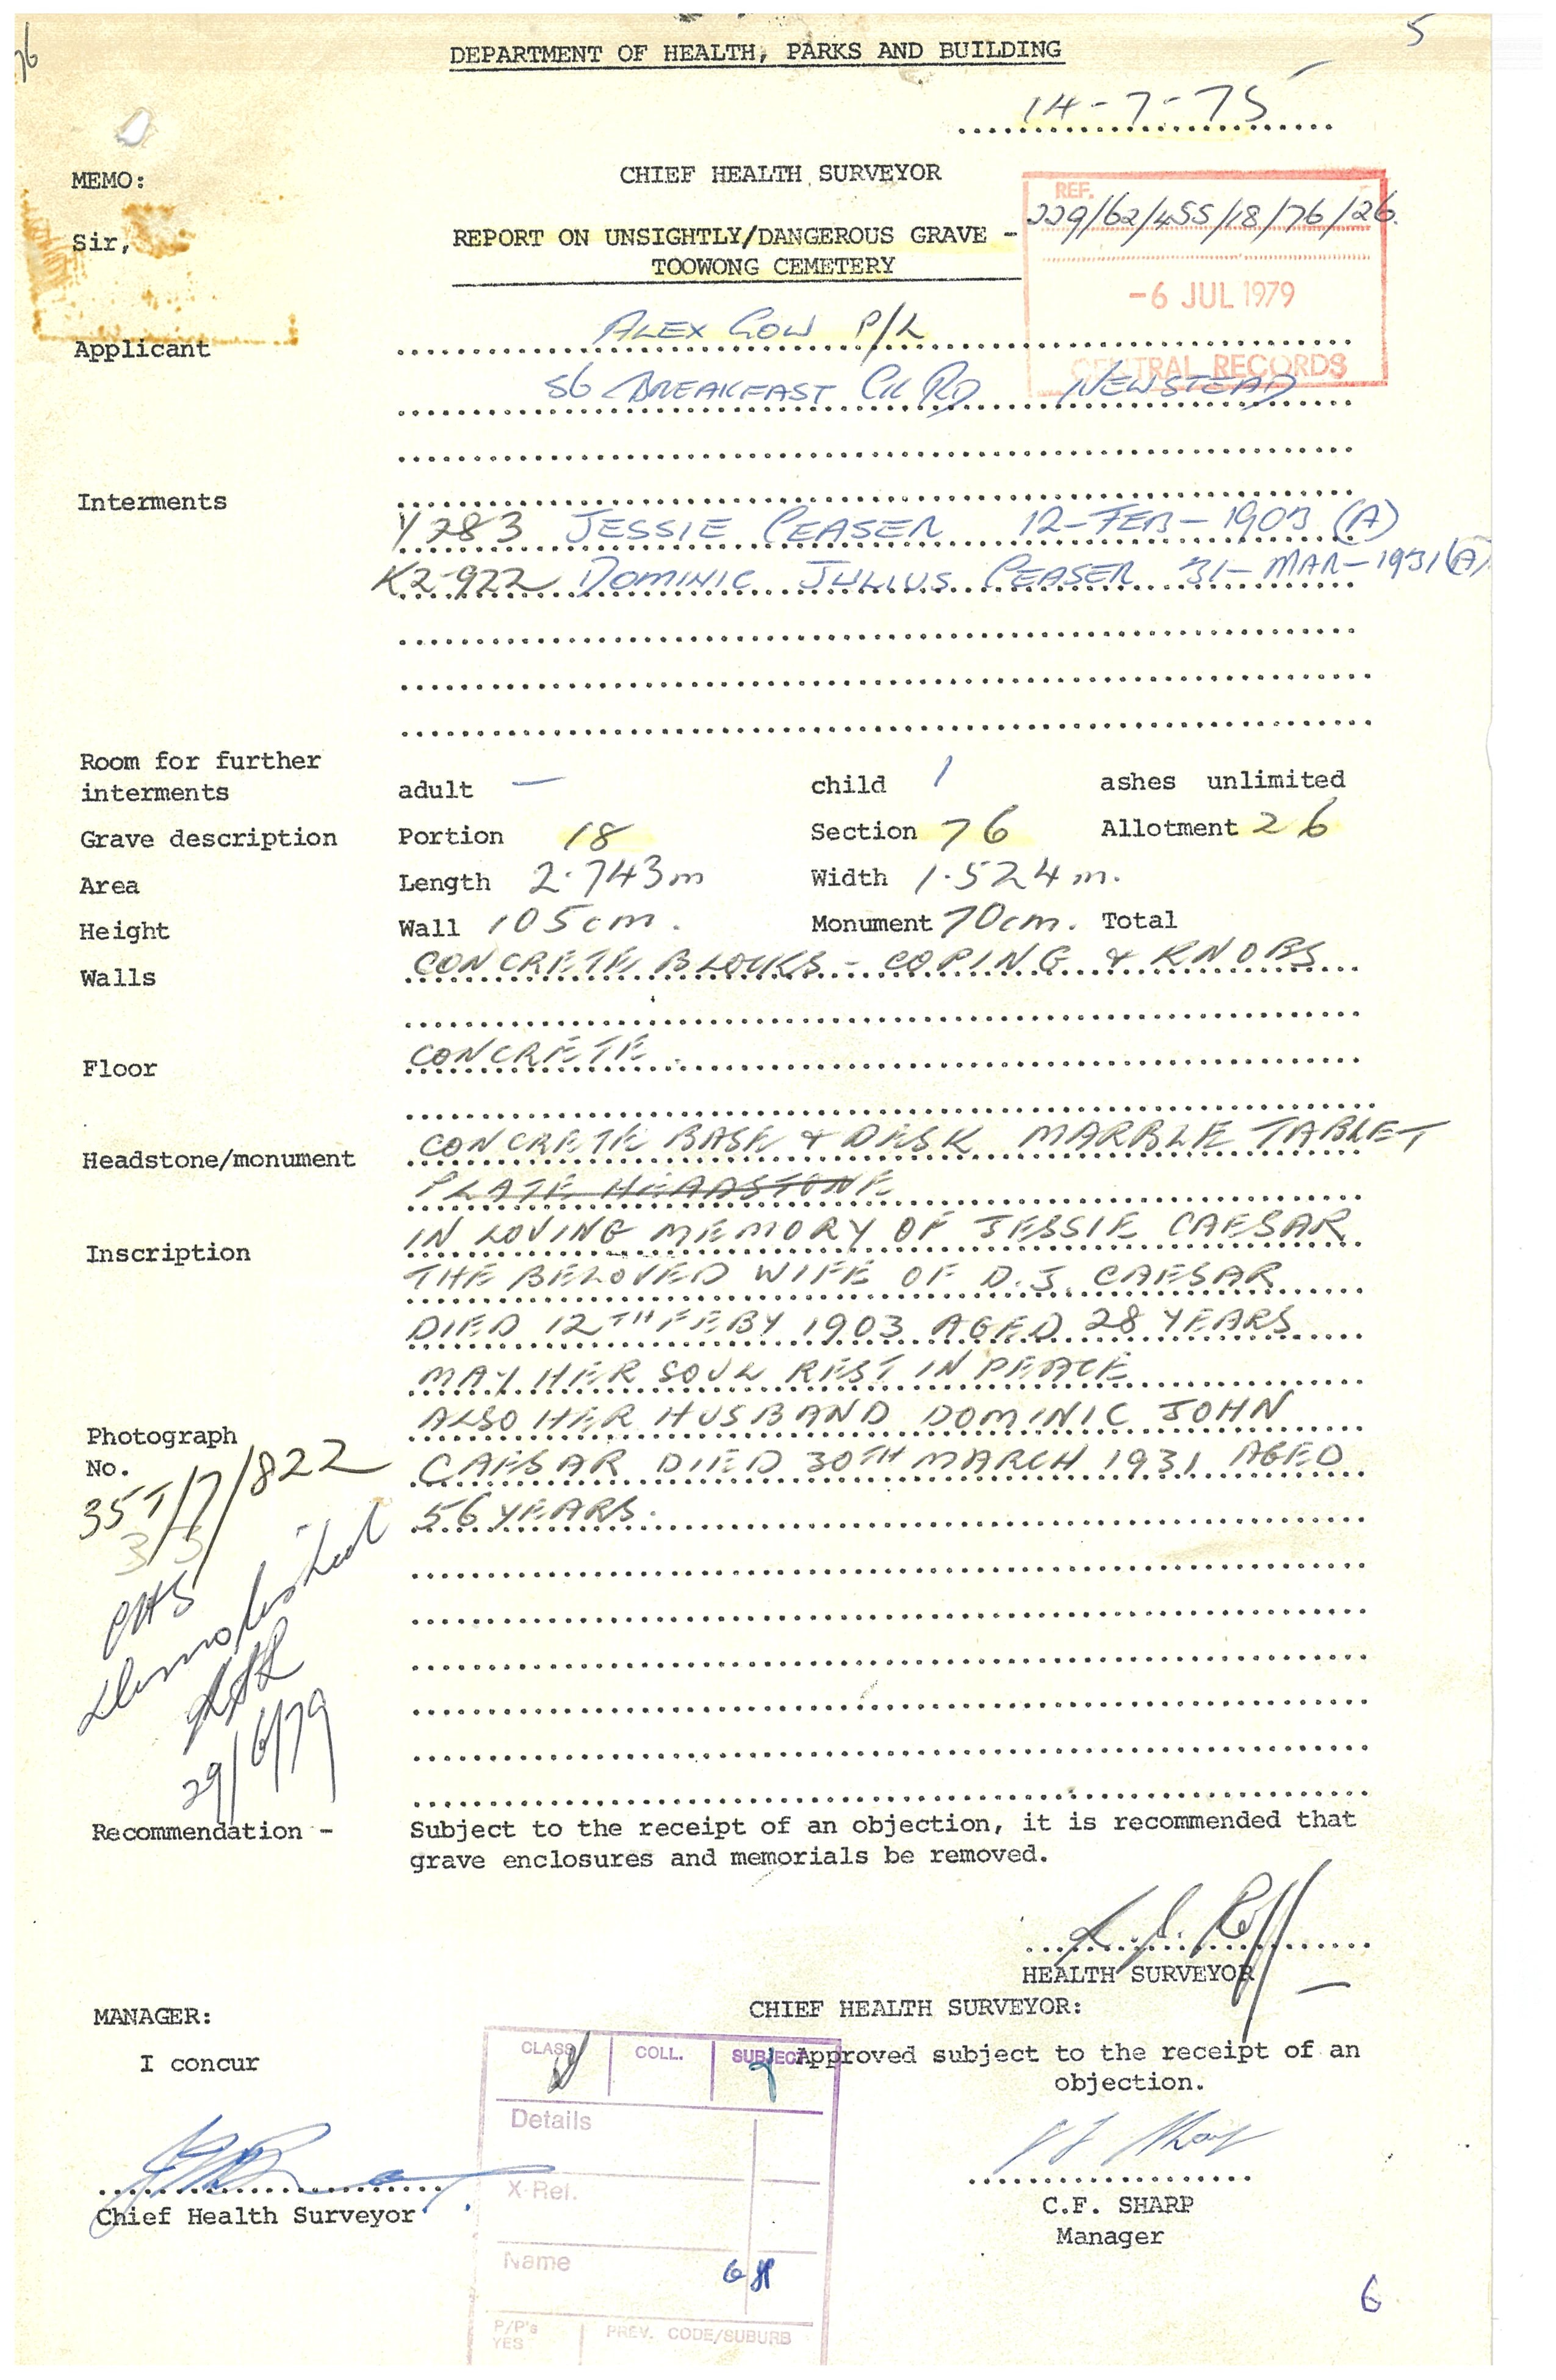 5
76
DEPARTMENT OF HEALTH, PARKS AND BUILDING
14-7-75
MEMO:
CHIEF HEALTH SURVEYOR
REF.
229/62/455/18/76/26.
Sir,
REPORT ON UNSIGHTLY/DANGEROUS GRAVE -
TOOWONG CEMETERY
-6 JUL 1979
CENTRAL RECORDS
Applicant ALEX GOW P/L
56 BREAKFAST CK RD NEWSTEAD
Interments
Y283 JESSIE CEASER 12-FEB-1903 (A)
K2922 DOMINIC JULIUS CEASER 31-MAR-1931 (A)
Room for further
interments adult — child 1 ashes unlimited
Grave description Portion 18 Section 76 Allotment 26
Area Length 2.743m Width 1.524m.
Height Wall 105cm. Monument 70cm. Total
Walls CONCRETE BLOCKS - COPING & KNOBS
Floor CONCRETE.
Headstone/monument CONCRETE BASE & DESK MARBLE TABLET
PLATE HEADSTONE
Inscription IN LOVING MEMORY OF JESSIE CAESAR
THE BELOVED WIFE OF D.J. CAESAR
DIED 12TH FEBY 1903 AGED 28 YEARS
MAY HER SOUL REST IN PEACE
ALSO HER HUSBAND DOMINIC JOHN
Photograph
No. CAESAR DIED 30TH MARCH 1931 AGED
35T/7/822
56 YEARS.
35
CHS
Demolished
29/6/79
Recommendation - Subject to the receipt of an objection, it is recommended that
grave enclosures and memorials be removed.
HEALTH SURVEYOR
MANAGER:
CHIEF HEALTH SURVEYOR:
I concur
Approved subject to the receipt of an
objection.
CLASS COLL. SUBJECT
Details
X-Ref.
Chief Health Surveyor
C.F. SHARP
Manager
Name
6
P/P's
YES
PREV. CODE/SUBURB